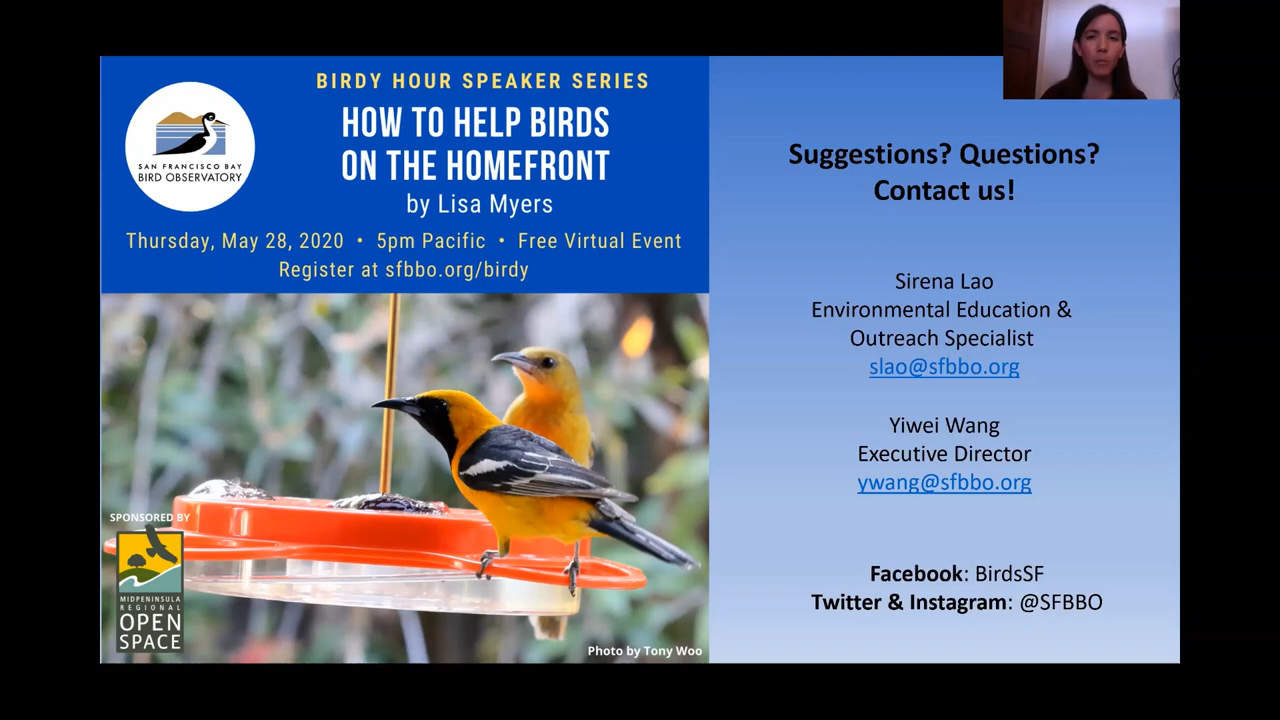 BIRDY HOUR SPEAKER SERIES
HOW TO HELP BIRDS
ON THE HOMEFRONT
by Lisa Myers
Thursday, May 28, 2020 • 5pm Pacific • Free Virtual Event
Register at sfbbo.org/birdy
SAN FRANCISCO BAY
BIRD OBSERVATORY
SPONSORED BY
MIDPENINSULA
REGIONAL
OPEN
SPACE
Photo by Tony Woo
Suggestions? Questions?
Contact us!
Sirena Lao
Environmental Education &
Outreach Specialist
slao@sfbbo.org
Yiwei Wang
Executive Director
ywang@sfbbo.org
Facebook: BirdsSF
Twitter & Instagram: @SFBBO